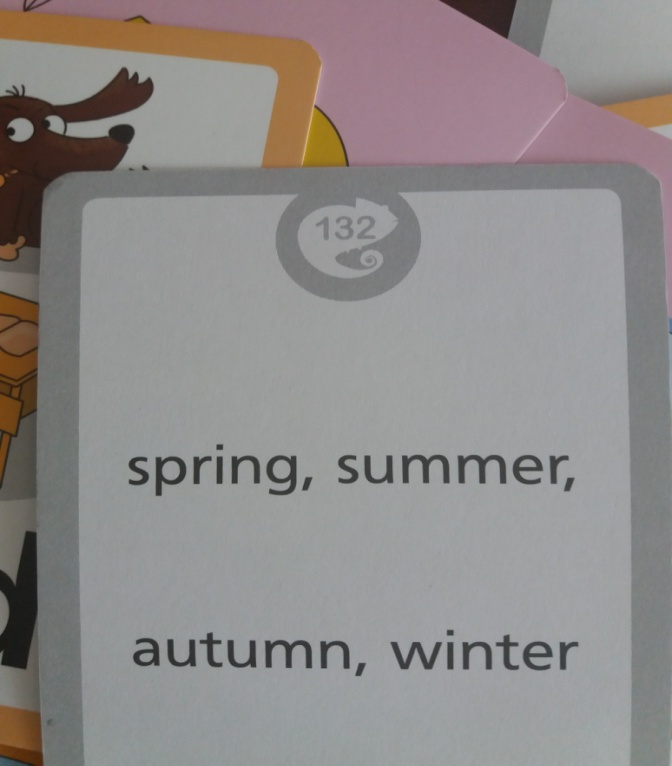 132
spring, summer,
autumn, winter